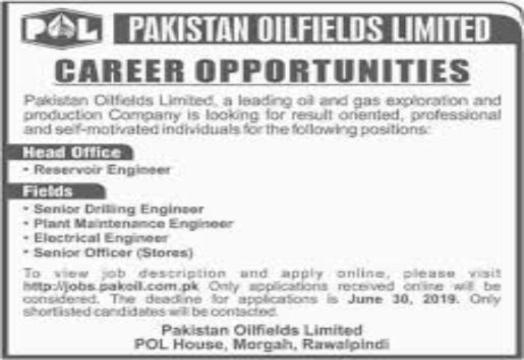 POL PAKISTAN OILFIELDS LIMITED
CAREER OPPORTUNITIES
Pakistan Oilfields Limited, a leading oil and gas exploration and
production Company is looking for result oriented, professional
and self-motivated individuals for the following positions:
Head Office
• Reservoir Engineer
Fields
• Senior Drilling Engineer
• Plant Maintenance Engineer
• Electrical Engineer
• Senior Officer (Stores)
To view job description and apply online, please visit
http://jobs.pakoil.com.pk Only applications received online will be
considered. The deadline for applications is June 30, 2019. Only
shortlisted candidates will be contacted.
Pakistan Oilfields Limited
POL House, Morgah, Rawalpindi